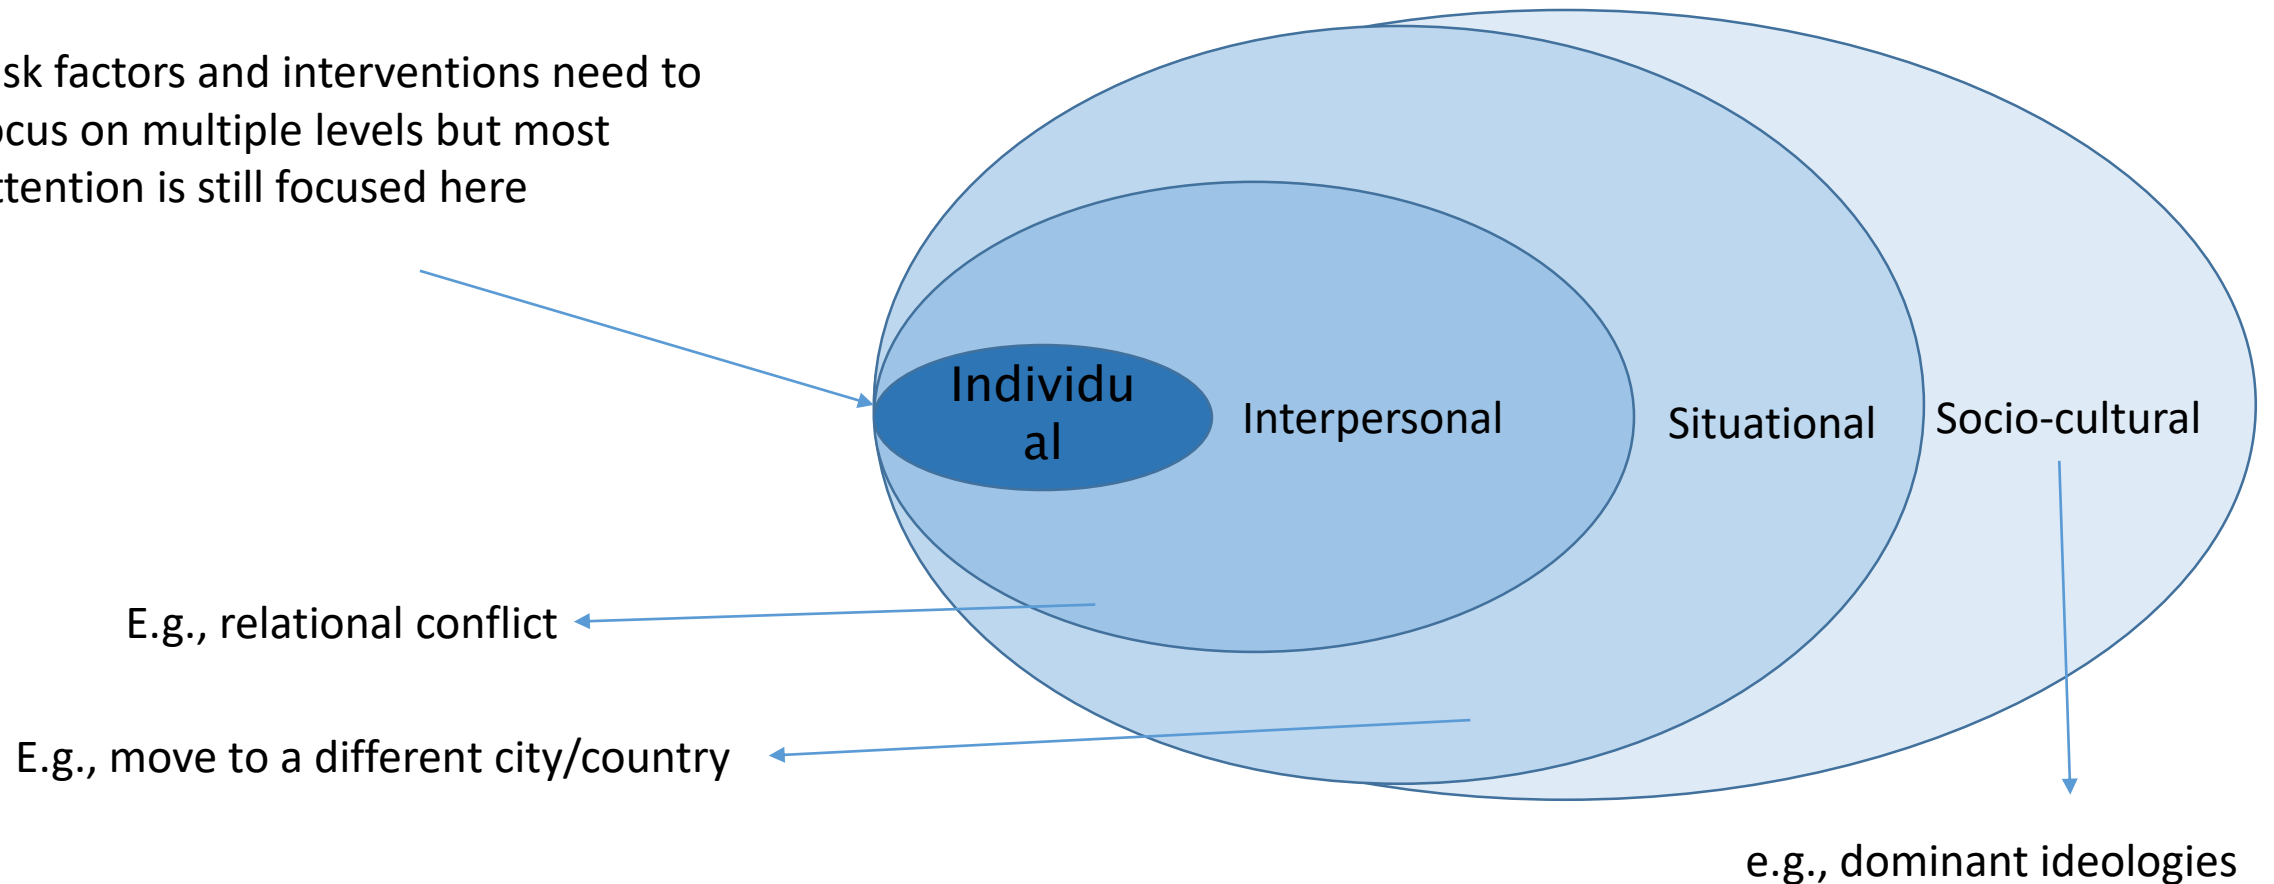 sk factors and interventions need to
ocus on multiple levels but most
ttention is still focused here
Individu
al
Interpersonal
Situational
Socio-cultural
E.g., relational conflict
E.g., move to a different city/country
e.g., dominant ideologies